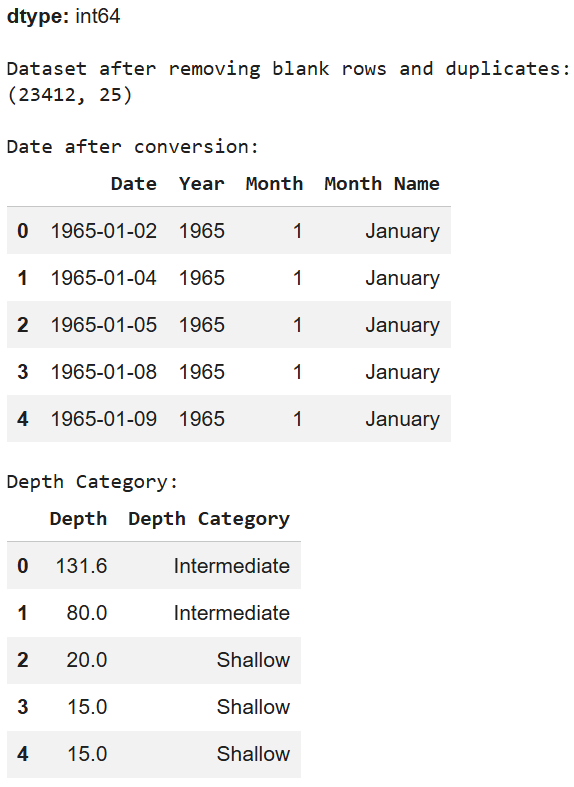 dtype: int64
Dataset after removing blank rows and duplicates:
(23412, 25)
Date after conversion:
Date Year Month Month Name
0 1965-01-02 1965 1 January
1 1965-01-04 1965 1 January
2 1965-01-05 1965 1 January
3 1965-01-08 1965 1 January
4 1965-01-09 1965 1 January
Depth Category:
Depth Depth Category
0 131.6 Intermediate
1 80.0 Intermediate
2 20.0 Shallow
3 15.0 Shallow
4 15.0 Shallow